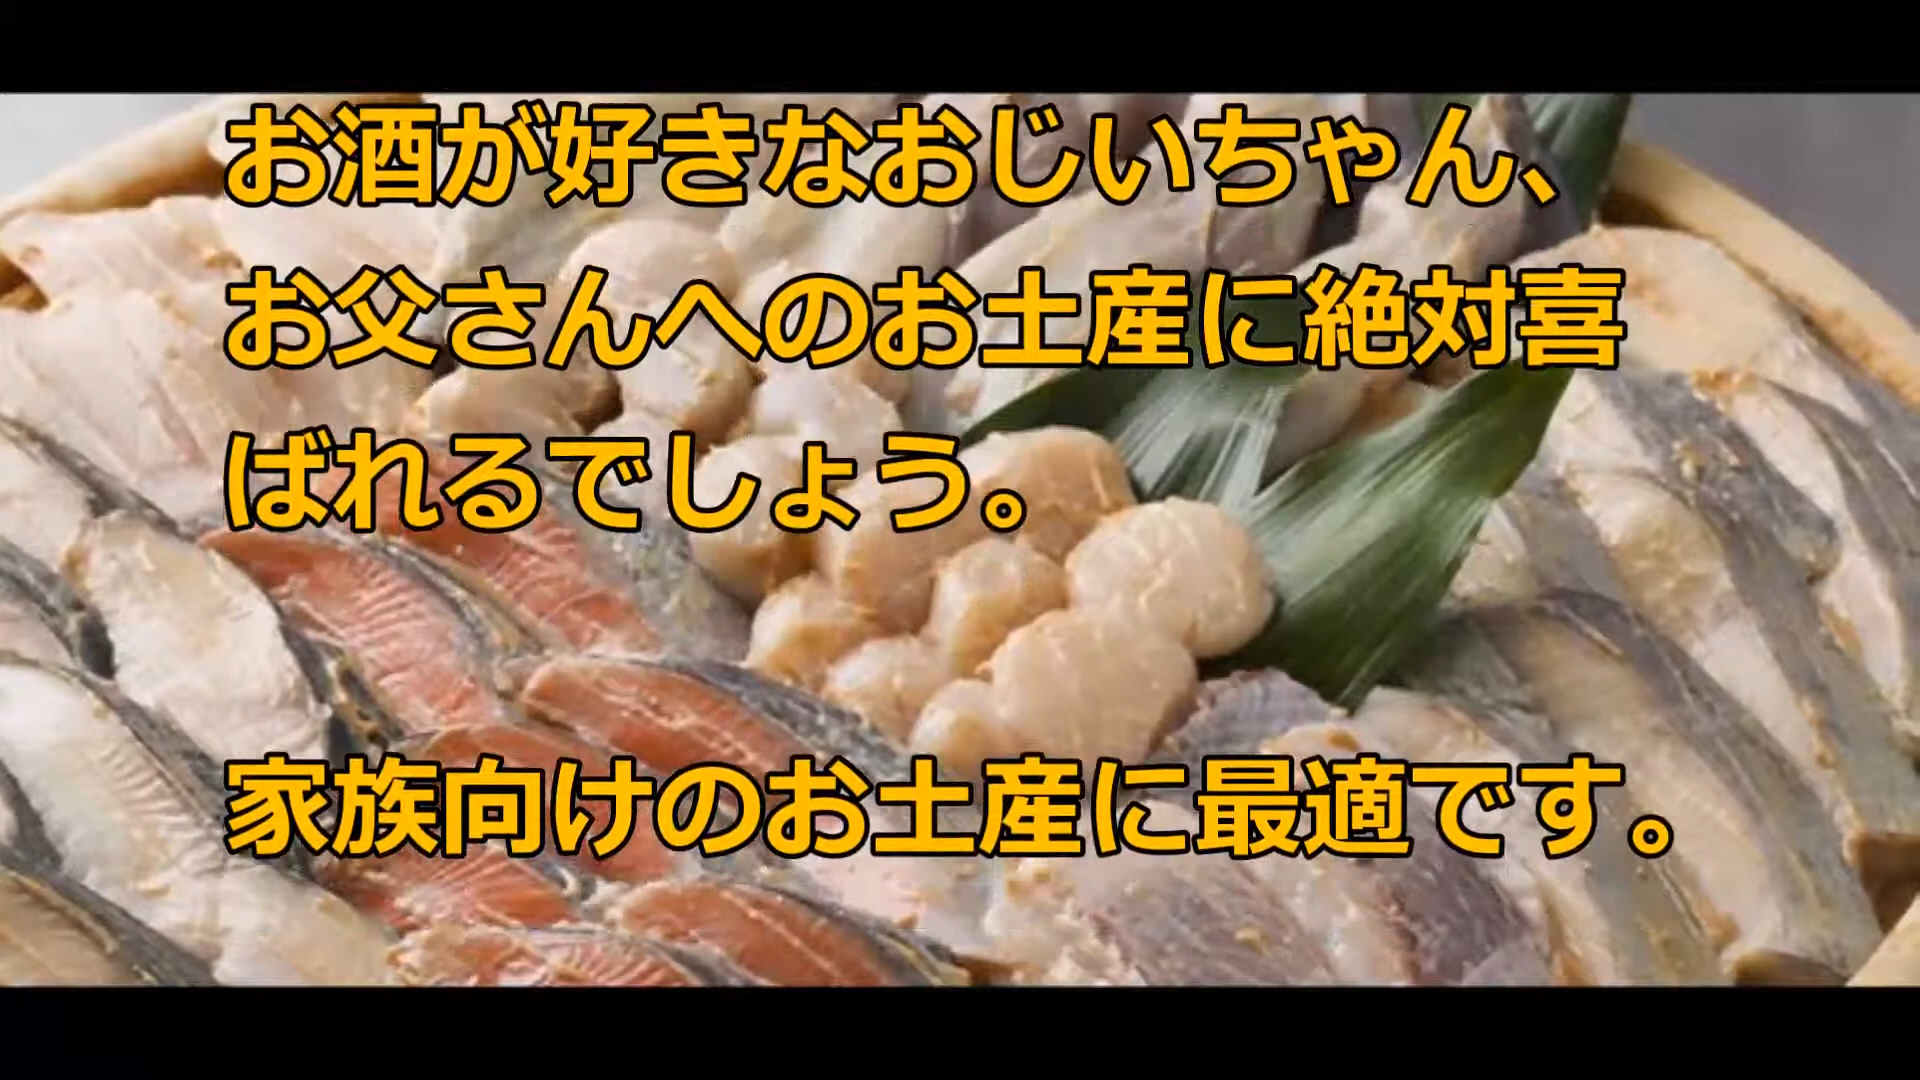 お酒が好きなおじいちゃん、
お父さんへのお土産に絶対喜
ばれるでしょう。
家族向けのお土産に最適です。